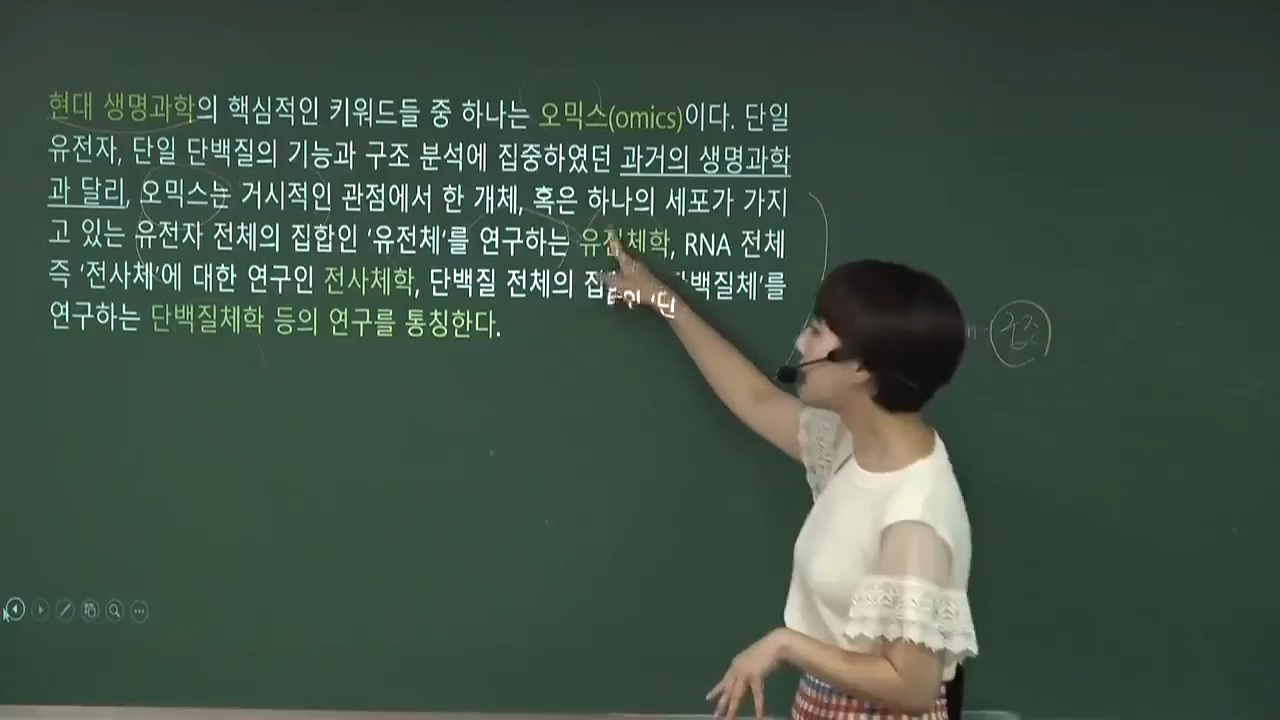 현대 생명과학의 핵심적인 키워드들 중 하나는 오믹스(omics)이다. 단일
유전자, 단일 단백질의 기능과 구조 분석에 집중하였던 과거의 생명과학
과 달리, 오믹스는 거시적인 관점에서 한 개체, 혹은 하나의 세포가 가지
고 있는 유전자 전체의 집합인 ‘유전체’를 연구하는 유전체학, RNA 전체
즉 ‘전사체’에 대한 연구인 전사체학, 단백질 전체의 집합인 ‘단백질체’를
연구하는 단백질체학 등의 연구를 통칭한다.